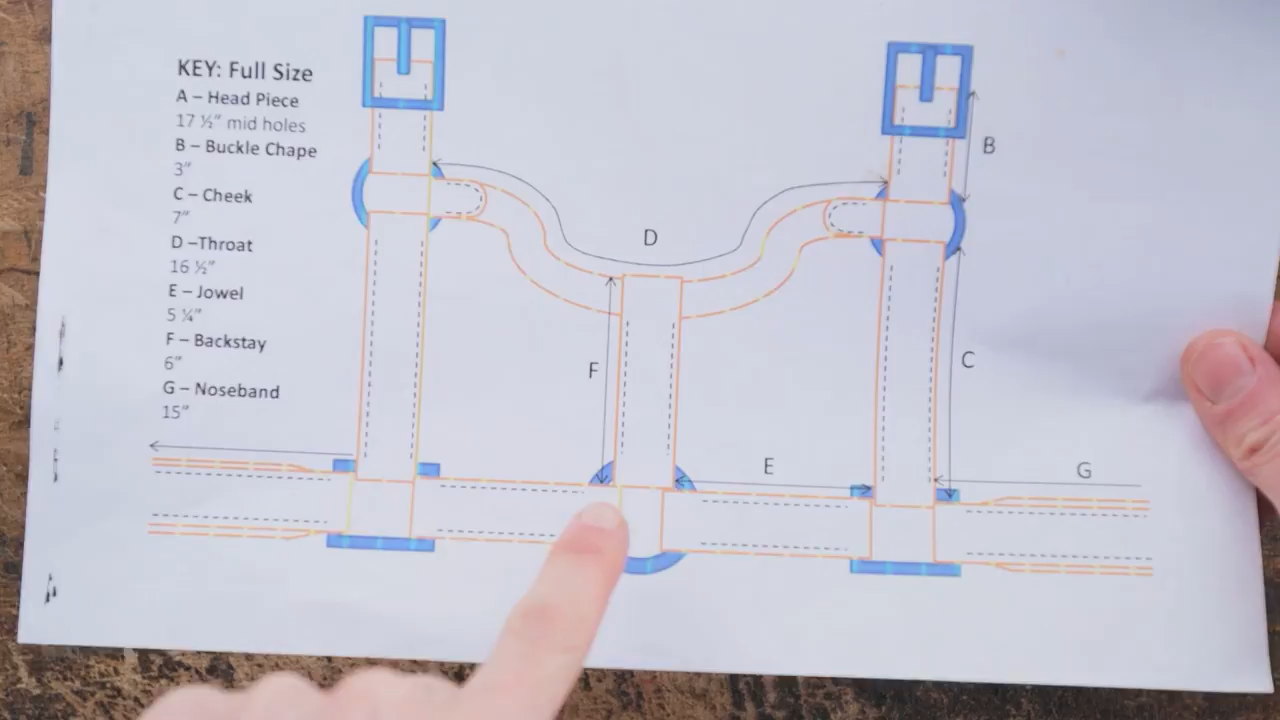 KEY: Full Size
A – Head Piece
17 ½” mid holes
B – Buckle Chape
3”
C – Cheek
7”
D –Throat
16 ½”
E – Jowel
5 ¼”
F – Backstay
6”
G – Noseband
15”
B
D
F
C
E
G